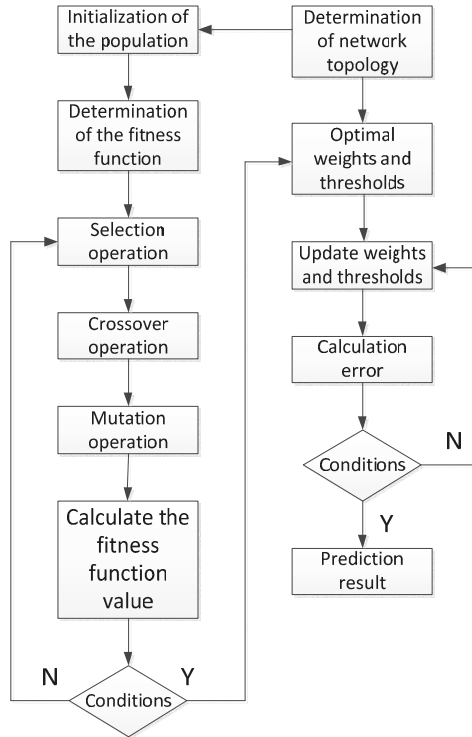 Initialization of
the population
Determination
of the fitness
function
Selection
operation
Crossover
operation
Mutation
operation
Calculate the
fitness
function
value
N
Y
Conditions
Determination
of network
topology
Optimal
weights and
thresholds
Update weights
and thresholds
Calculation
error
Conditions
N
Y
Prediction
result